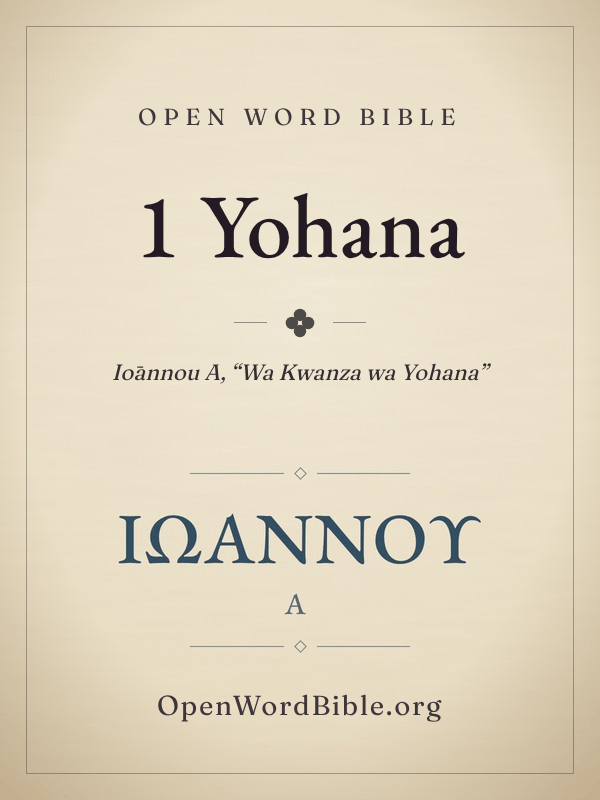 OPEN WORD BIBLE
1 Yohana
Ioānnou A, “Wa Kwanza wa Yohana”
ΙΩΑΝΝΟΥ
Α
OpenWordBible.org